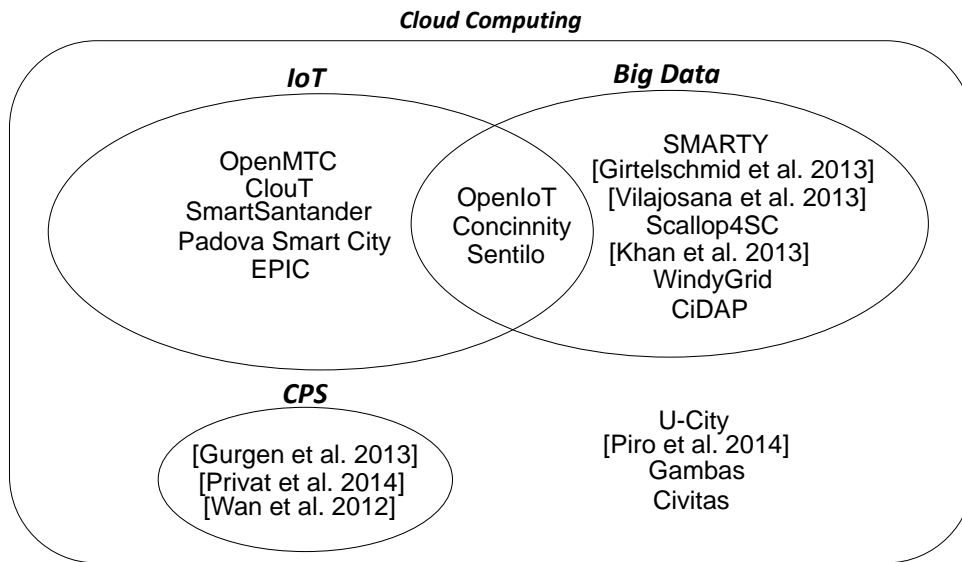 Cloud Computing
IoT
Big Data
OpenMTC
ClouT
SmartSantander
Padova Smart City
EPIC
OpenIoT
Concinnity
Sentilo
SMARTY
[Girtelschmid et al. 2013]
[Vilajosana et al. 2013]
Scallop4SC
[Khan et al. 2013]
WindyGrid
CiDAP
CPS
[Gurgen et al. 2013]
[Privat et al. 2014]
[Wan et al. 2012]
U-City
[Piro et al. 2014]
Gambas
Civitas